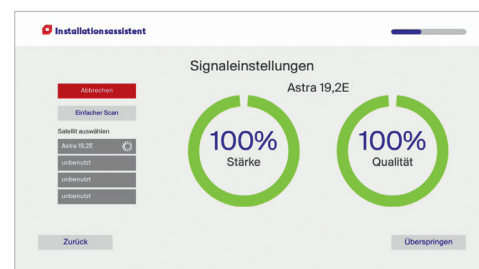 Installationsassistent
Signaleinstellungen
Astra 19,2E
Abbrechen
Einfacher Scan
Satellit auswählen
Astra 19,2E
unbenutzt
unbenutzt
unbenutzt
100%
Stärke
100%
Qualität
Zurück
Überspringen